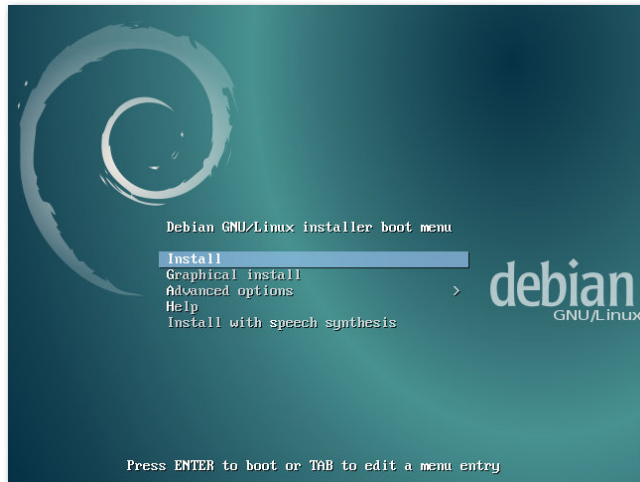 Debian GNU/Linux installer boot menu
Install
Graphical install
Advanced options >
Help
Install with speech synthesis
debian
GNU/Linux
Press ENTER to boot or TAB to edit a menu entry